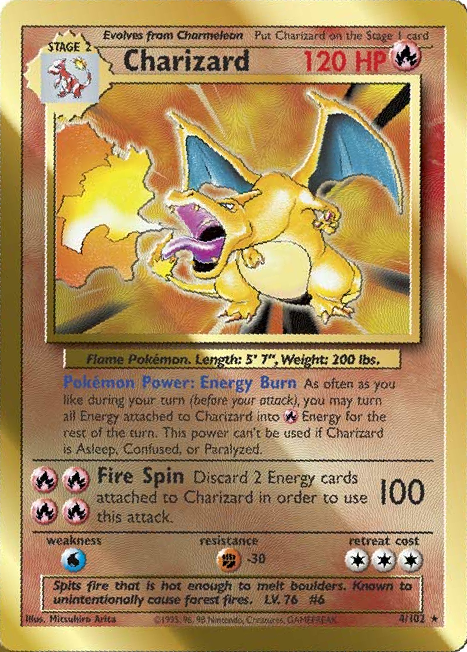 Evolves from Charmeleon Put Charizard on the Stage 1 card
STAGE 2
Charizard 120 HP
Flame Pokémon. Length: 5' 7", Weight: 200 lbs.
Pokémon Power: Energy Burn As often as you
like during your turn (before your attack), you may turn
all Energy attached to Charizard into Energy for the
rest of the turn. This power can't be used if Charizard
is Asleep, Confused, or Paralyzed.
Fire Spin Discard 2 Energy cards
attached to Charizard in order to use
this attack.
100
weakness resistance retreat cost
-30
Spits fire that is hot enough to melt boulders. Known to
unintentionally cause forest fires. LV. 76 #6
Illus. Mitsuhiro Arita ©1995, 96, 98 Nintendo, Creatures, GAMEFREAK. 4/102 ★